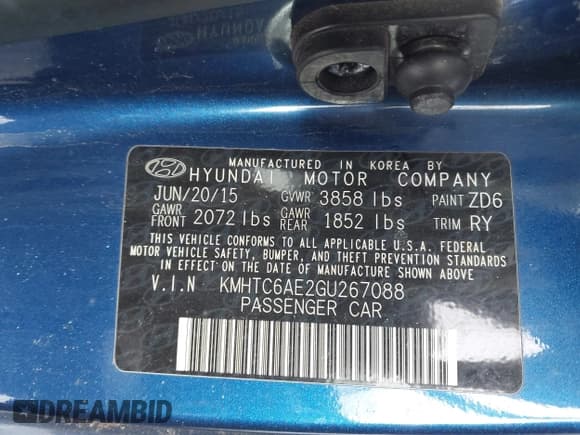 MANUFACTURED IN KOREA BY
HYUNDAI MOTOR COMPANY
JUN/20/15 GVWR 3858 lbs PAINT ZD6
GAWR FRONT 2072 lbs GAWR REAR 1852 lbs TRIM RY
THIS VEHICLE CONFORMS TO ALL APPLICABLE U.S.A. FEDERAL
MOTOR VEHICLE SAFETY, BUMPER, AND THEFT PREVENTION STANDARDS
IN EFFECT ON THE DATE OF MANUFACTURE SHOWN ABOVE
V.I.N KMHTC6AE2GU267088
PASSENGER CAR
DREAMBID